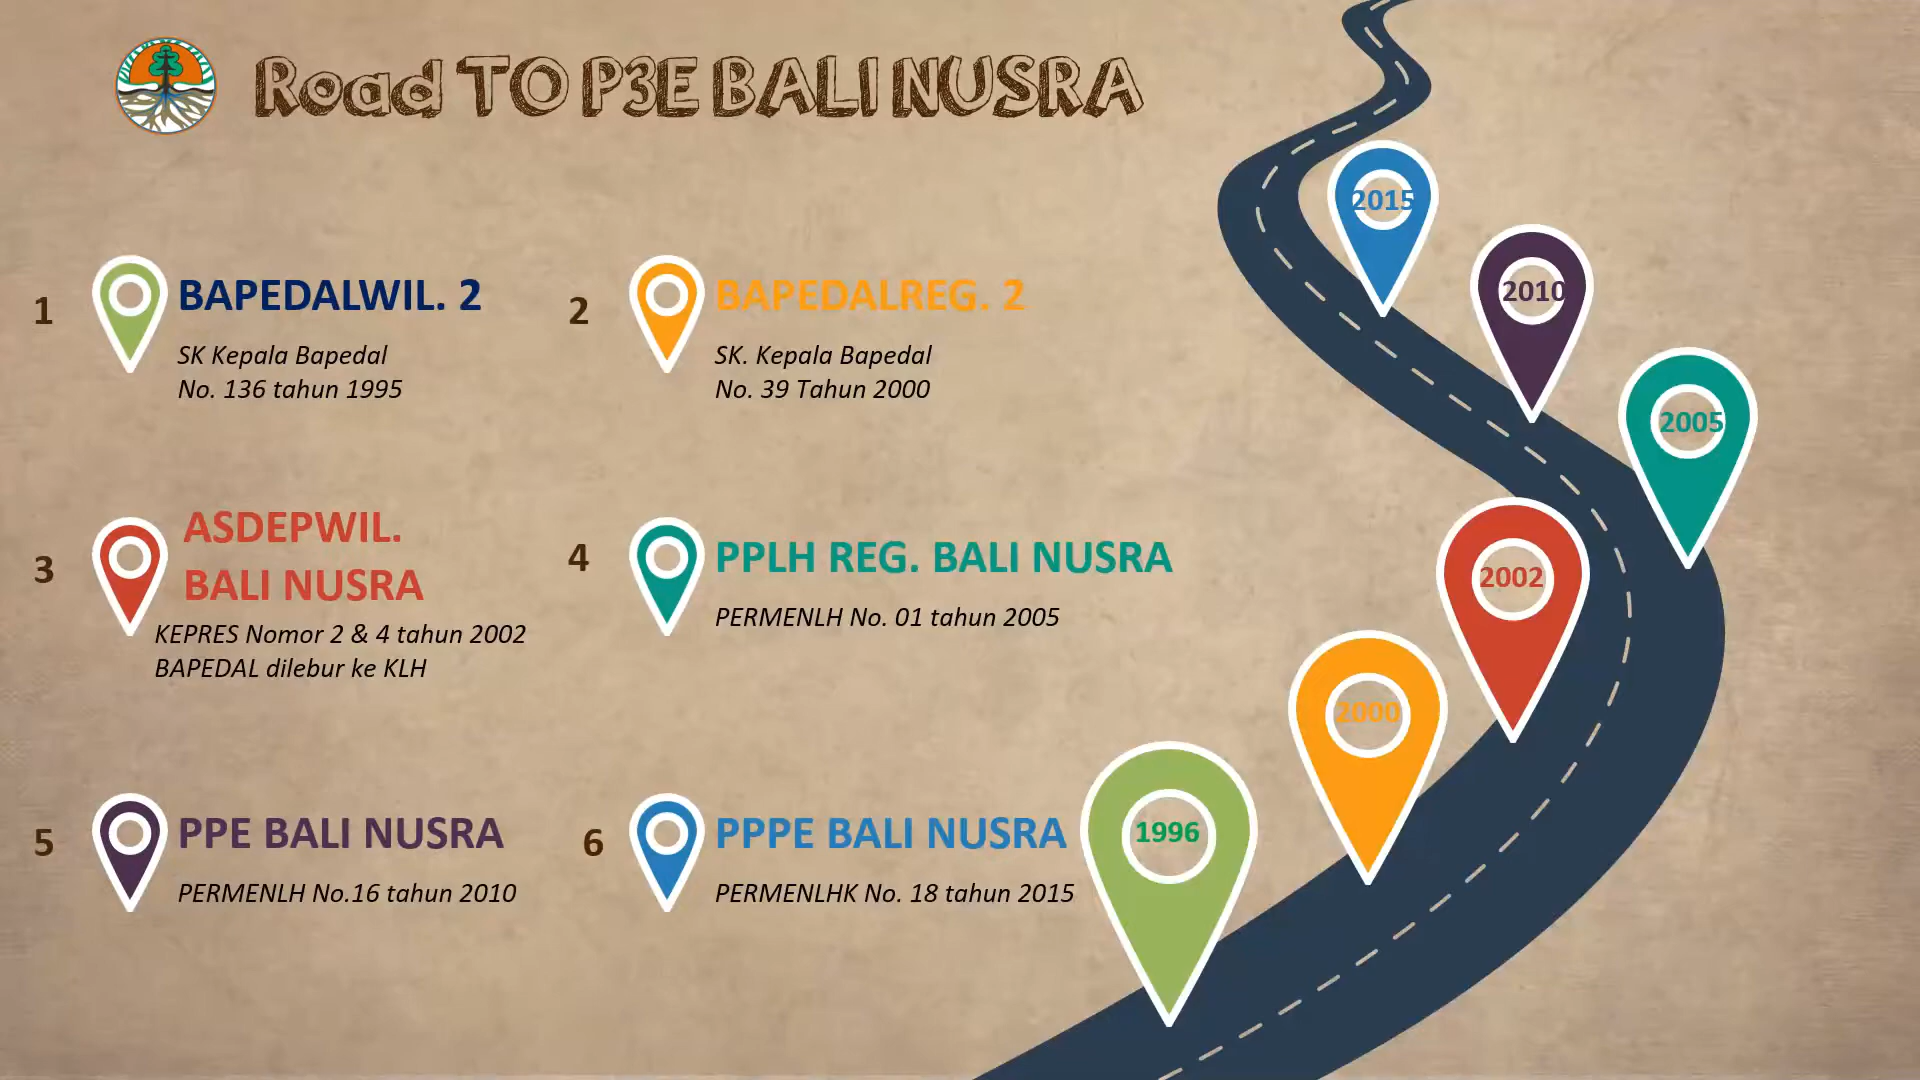 Road TO P3E BALI NUSRA
1
BAPEDALWIL. 2
SK Kepala Bapedal
No. 136 tahun 1995
2
BAPEDALREG. 2
SK. Kepala Bapedal
No. 39 Tahun 2000
3
ASDEPWIL.
BALI NUSRA
KEPRES Nomor 2 & 4 tahun 2002
BAPEDAL dilebur ke KLH
4
PPLH REG. BALI NUSRA
PERMENLH No. 01 tahun 2005
5
PPE BALI NUSRA
PERMENLH No.16 tahun 2010
6
PPPE BALI NUSRA
PERMENLHK No. 18 tahun 2015
2015
2010
2005
2002
2000
1996